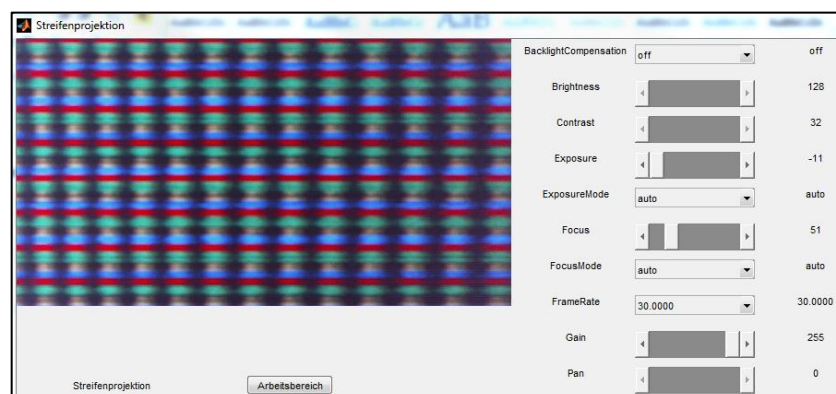 Streifenprojektion
BacklightCompensation off off
Brightness 128
Contrast 32
Exposure -11
ExposureMode auto auto
Focus 51
FocusMode auto auto
FrameRate 30.0000 30.0000
Gain 255
Pan 0
Streifenprojektion Arbeitsbereich